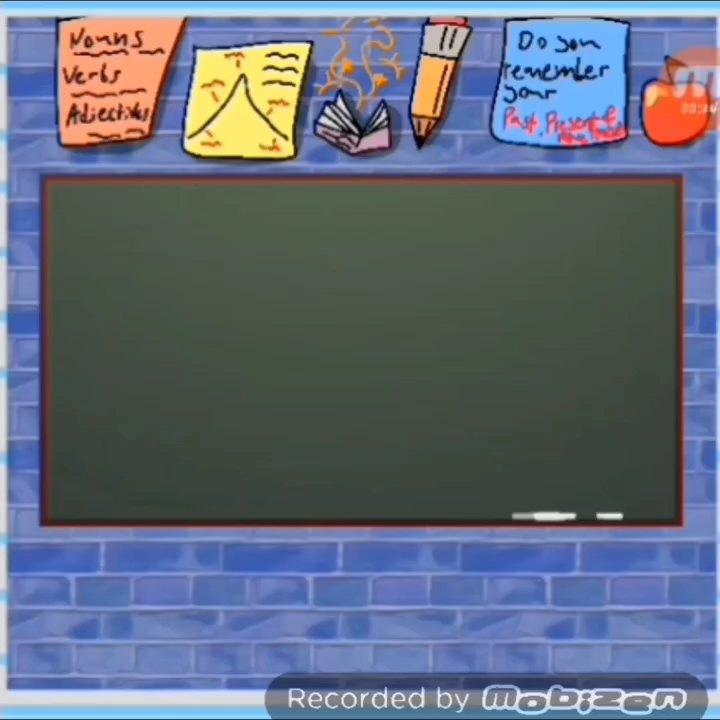 Nouns
Verbs
Adjectives
Do you
remember
your
Past, Present &
Recorded by mobizen